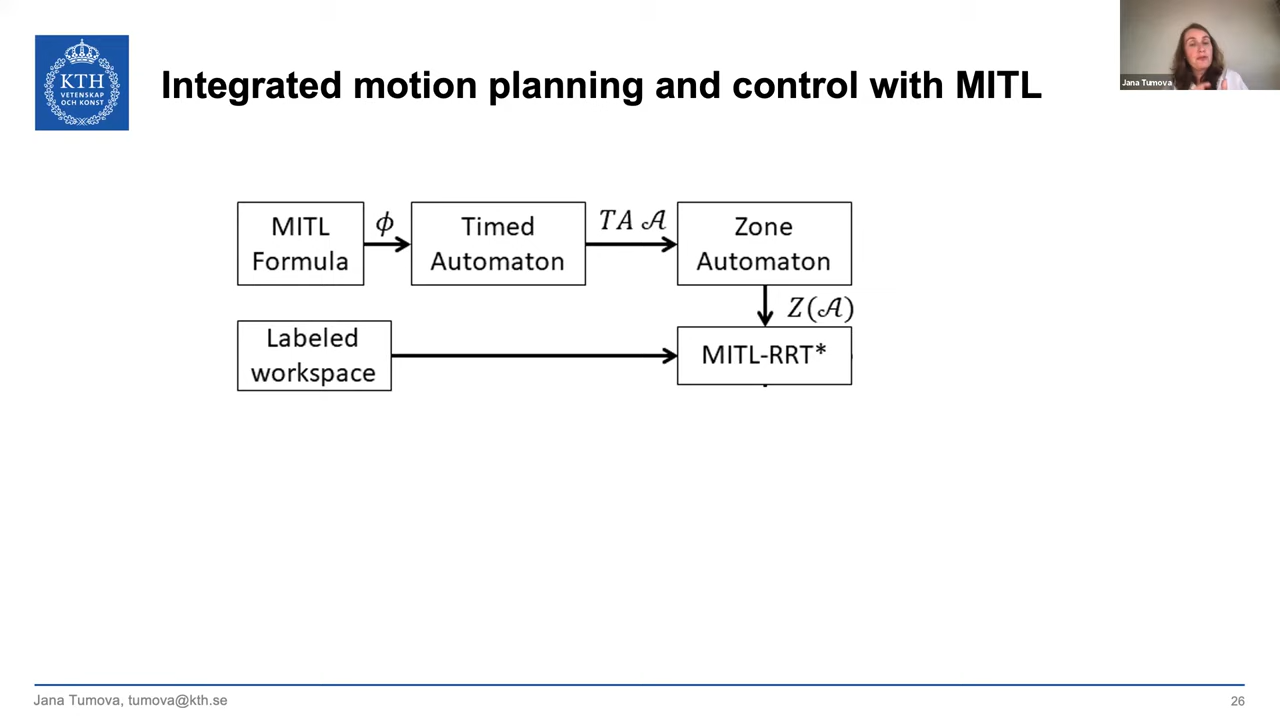 KTH
VETENSKAP
OCH KONST
Integrated motion planning and control with MITL
Jana Tumova
MITL
Formula
𝜙
Timed
Automaton
𝑇𝐴 𝒜
Zone
Automaton
𝑍(𝒜)
Labeled
workspace
MITL-RRT*
Jana Tumova, tumova@kth.se
26